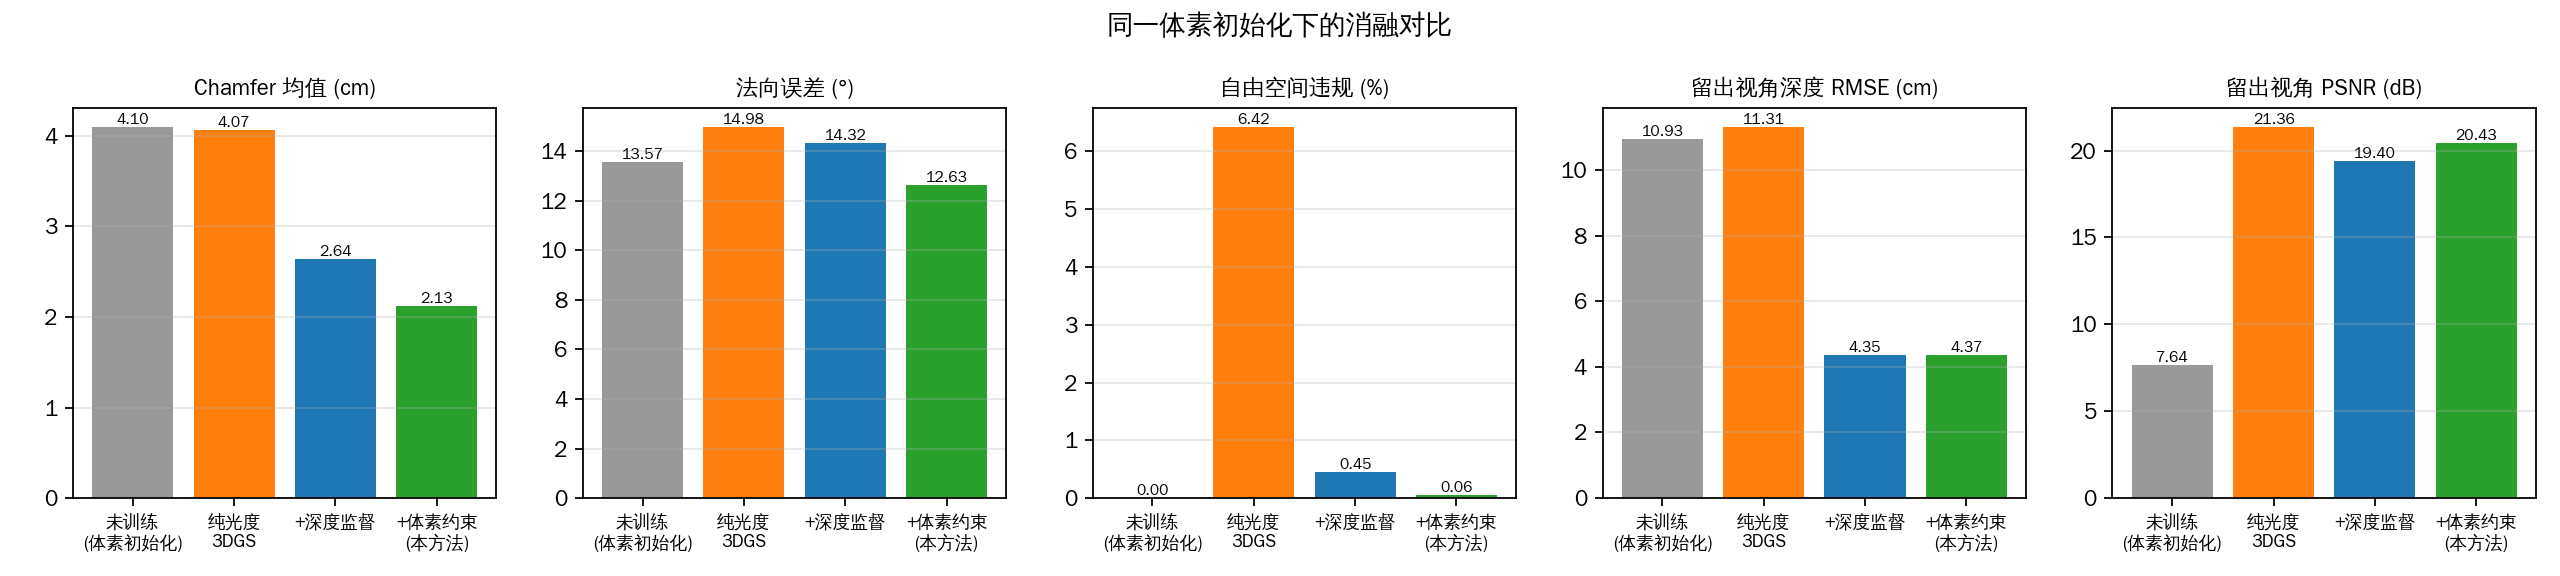 同一体素初始化下的消融对比
Chamfer 均值 (cm)
4.10
4.07
2.64
2.13
4
3
2
1
0
未训练
(体素初始化)
纯光度
3DGS
+深度监督
+体素约束
(本方法)
法向误差 (°)
13.57
14.98
14.32
12.63
14
12
10
8
6
4
2
0
未训练
(体素初始化)
纯光度
3DGS
+深度监督
+体素约束
(本方法)
自由空间违规 (%)
0.00
6.42
0.45
0.06
6
5
4
3
2
1
0
未训练
(体素初始化)
纯光度
3DGS
+深度监督
+体素约束
(本方法)
留出视角深度 RMSE (cm)
10.93
11.31
4.35
4.37
10
8
6
4
2
0
未训练
(体素初始化)
纯光度
3DGS
+深度监督
+体素约束
(本方法)
留出视角 PSNR (dB)
7.64
21.36
19.40
20.43
20
15
10
5
0
未训练
(体素初始化)
纯光度
3DGS
+深度监督
+体素约束
(本方法)